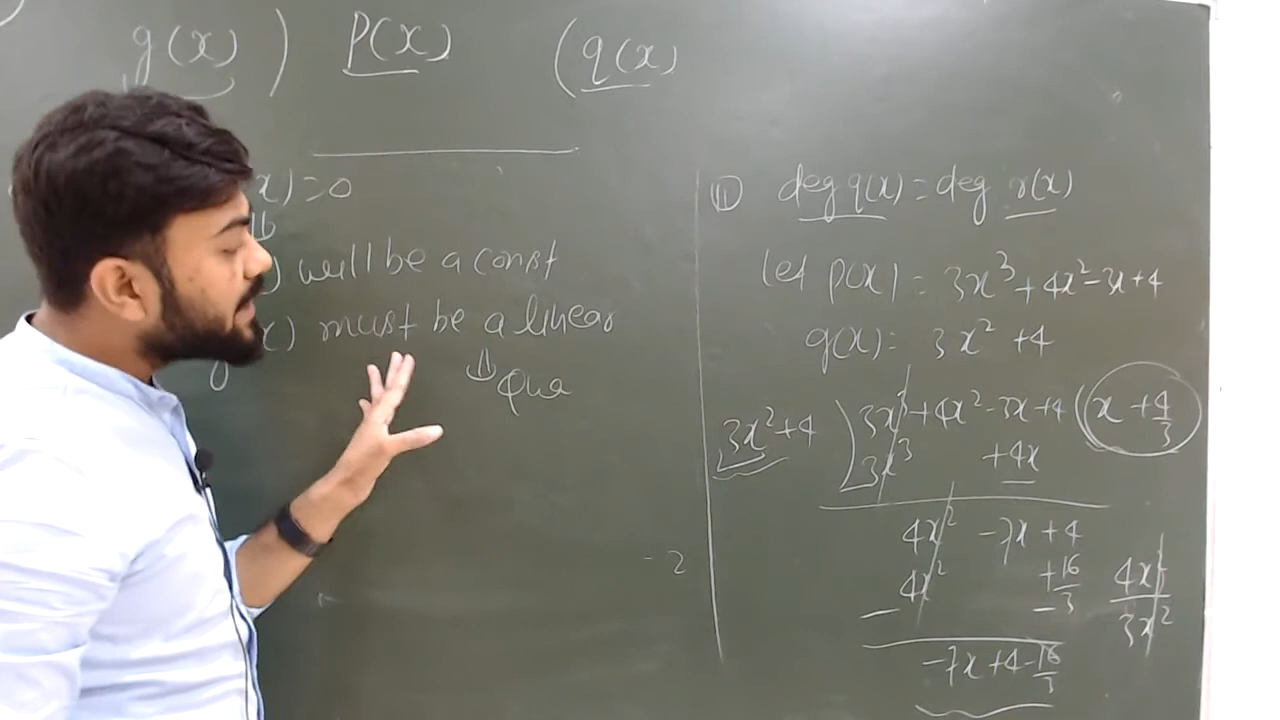 g(x) ) P(x) ( q(x)
x) = 0
) will be a const
x) must be a linear
⇓ Qua
- 2
(ii) deg q(x) = deg r(x)
let p(x) = 3x³ + 4x² - 3x + 4
g(x) = 3x² + 4
3x² + 4 ) 3x³ + 4x² - 3x + 4 ( x + 4/3
3x³ + 4x
4x² - 7x + 4
4x² + 16/3
-
-
4x²/3x²
-7x + 4 - 16/3